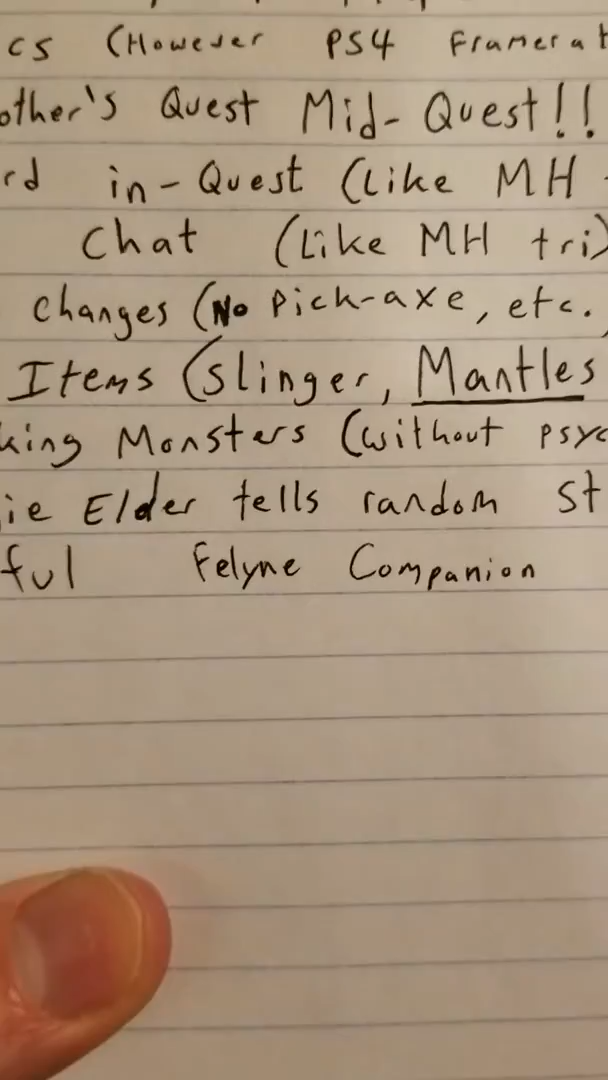 cs (However PS4 Framerat
other's Quest Mid-Quest!!
rd in-Quest (Like MH
Chat (Like MH tri)
changes (No Pick-axe, etc.)
Items (Slinger, Mantles
king Monsters (without psyc
ie Elder tells random St
ful Felyne Companion